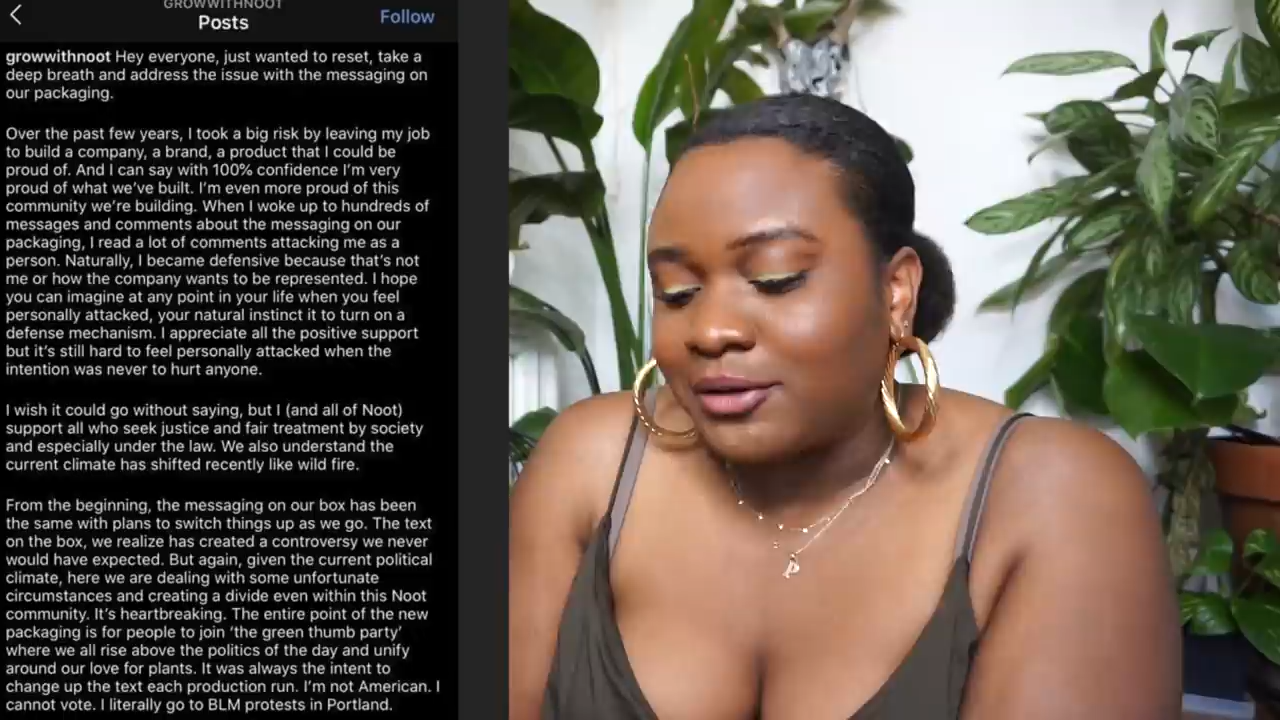 GROWWITHNOOT
Posts
Follow
growwithnoot Hey everyone, just wanted to reset, take a
deep breath and address the issue with the messaging on
our packaging.
Over the past few years, I took a big risk by leaving my job
to build a company, a brand, a product that I could be
proud of. And I can say with 100% confidence I'm very
proud of what we've built. I'm even more proud of this
community we're building. When I woke up to hundreds of
messages and comments about the messaging on our
packaging, I read a lot of comments attacking me as a
person. Naturally, I became defensive because that's not
me or how the company wants to be represented. I hope
you can imagine at any point in your life when you feel
personally attacked, your natural instinct it to turn on a
defense mechanism. I appreciate all the positive support
but it's still hard to feel personally attacked when the
intention was never to hurt anyone.
I wish it could go without saying, but I (and all of Noot)
support all who seek justice and fair treatment by society
and especially under the law. We also understand the
current climate has shifted recently like wild fire.
From the beginning, the messaging on our box has been
the same with plans to switch things up as we go. The text
on the box, we realize has created a controversy we never
would have expected. But again, given the current political
climate, here we are dealing with some unfortunate
circumstances and creating a divide even within this Noot
community. It's heartbreaking. The entire point of the new
packaging is for people to join 'the green thumb party'
where we all rise above the politics of the day and unify
around our love for plants. It was always the intent to
change up the text each production run. I'm not American. I
cannot vote. I literally go to BLM protests in Portland.
P